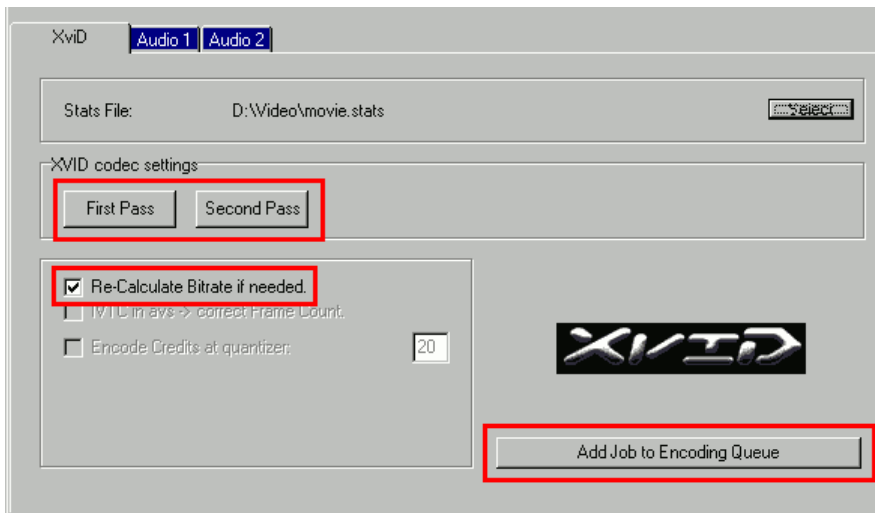 XviD
Audio 1
Audio 2
Stats File: D:\Video\movie.stats
Select
XVID codec settings
First Pass
Second Pass
Re-Calculate Bitrate if needed.
IVTC in avs -> correct Frame Count.
Encode Credits at quantizer: 20
XVID
Add Job to Encoding Queue